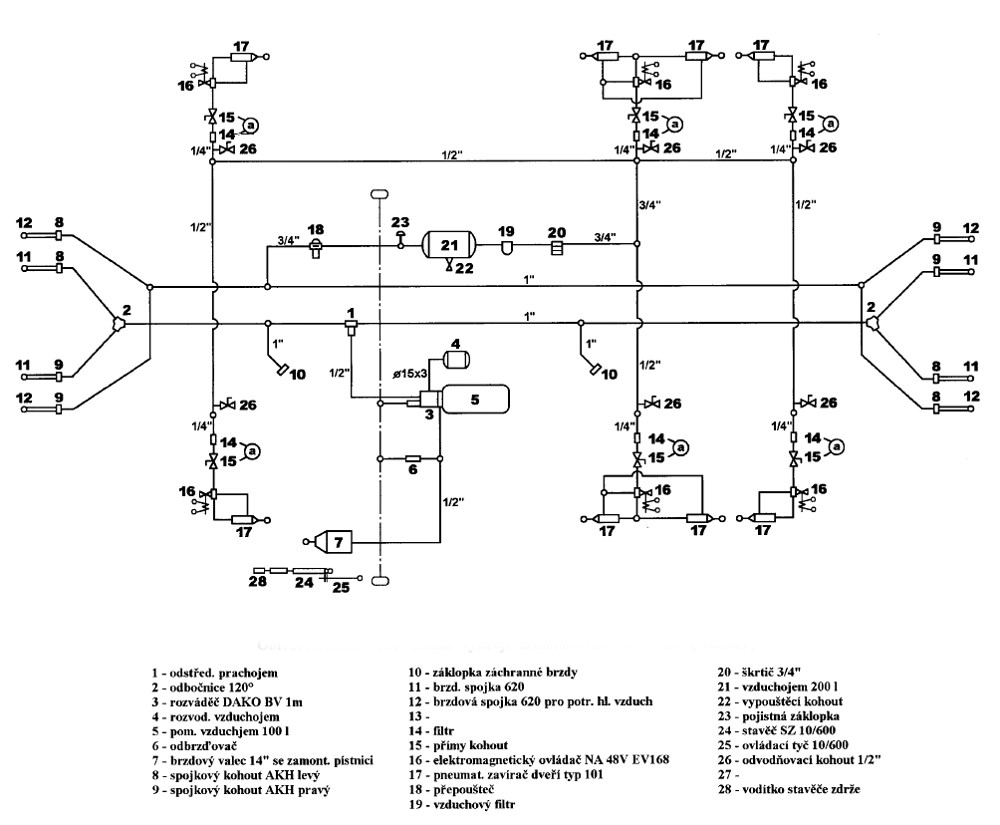 17 17 17 17
16 16 16
15 a 15 a 15 a
14 14 14
1/4" 26 1/4" 26 1/4" 26
1/2" 1/2"
3/4" 1/2"
12 8 1/2" 18 23 9 12
3/4" 21 19 20 3/4"
11 8 22 9 11
1"
2 1 1" 2
1" 4 1"
11 9 10 1/2" ø15x3 10 1/2" 8 11
12 9 5 8 12
26 3 26 26
1/4" 1/4" 1/4"
14 a 14 a 14 a
15 6 15 15
16 1/2" 16 16
17 17 17 17
7
28 24 25
1 - odstřed. prachojem
2 - odbočnice 120°
3 - rozváděč DAKO BV 1m
4 - rozvod. vzduchojem
5 - pom. vzduchjem 100 l
6 - odbrzďovač
7 - brzdový valec 14" se zamont. pístnici
8 - spojkový kohout AKH levý
9 - spojkový kohout AKH pravý
10 - záklopka záchranné brzdy
11 - brzd. spojka 620
12 - brzdová spojka 620 pro potr. hl. vzduch
13 -
14 - filtr
15 - přímy kohout
16 - elektromagnetický ovládač NA 48V EV168
17 - pneumat. zavírač dveří typ 101
18 - přepoušteč
19 - vzduchový filtr
20 - škrtič 3/4"
21 - vzduchojem 200 l
22 - vypouštěcí kohout
23 - pojistná záklopka
24 - stavěč SZ 10/600
25 - ovládací tyč 10/600
26 - odvodňovací kohout 1/2"
27 -
28 - vodítko stavěče zdrže